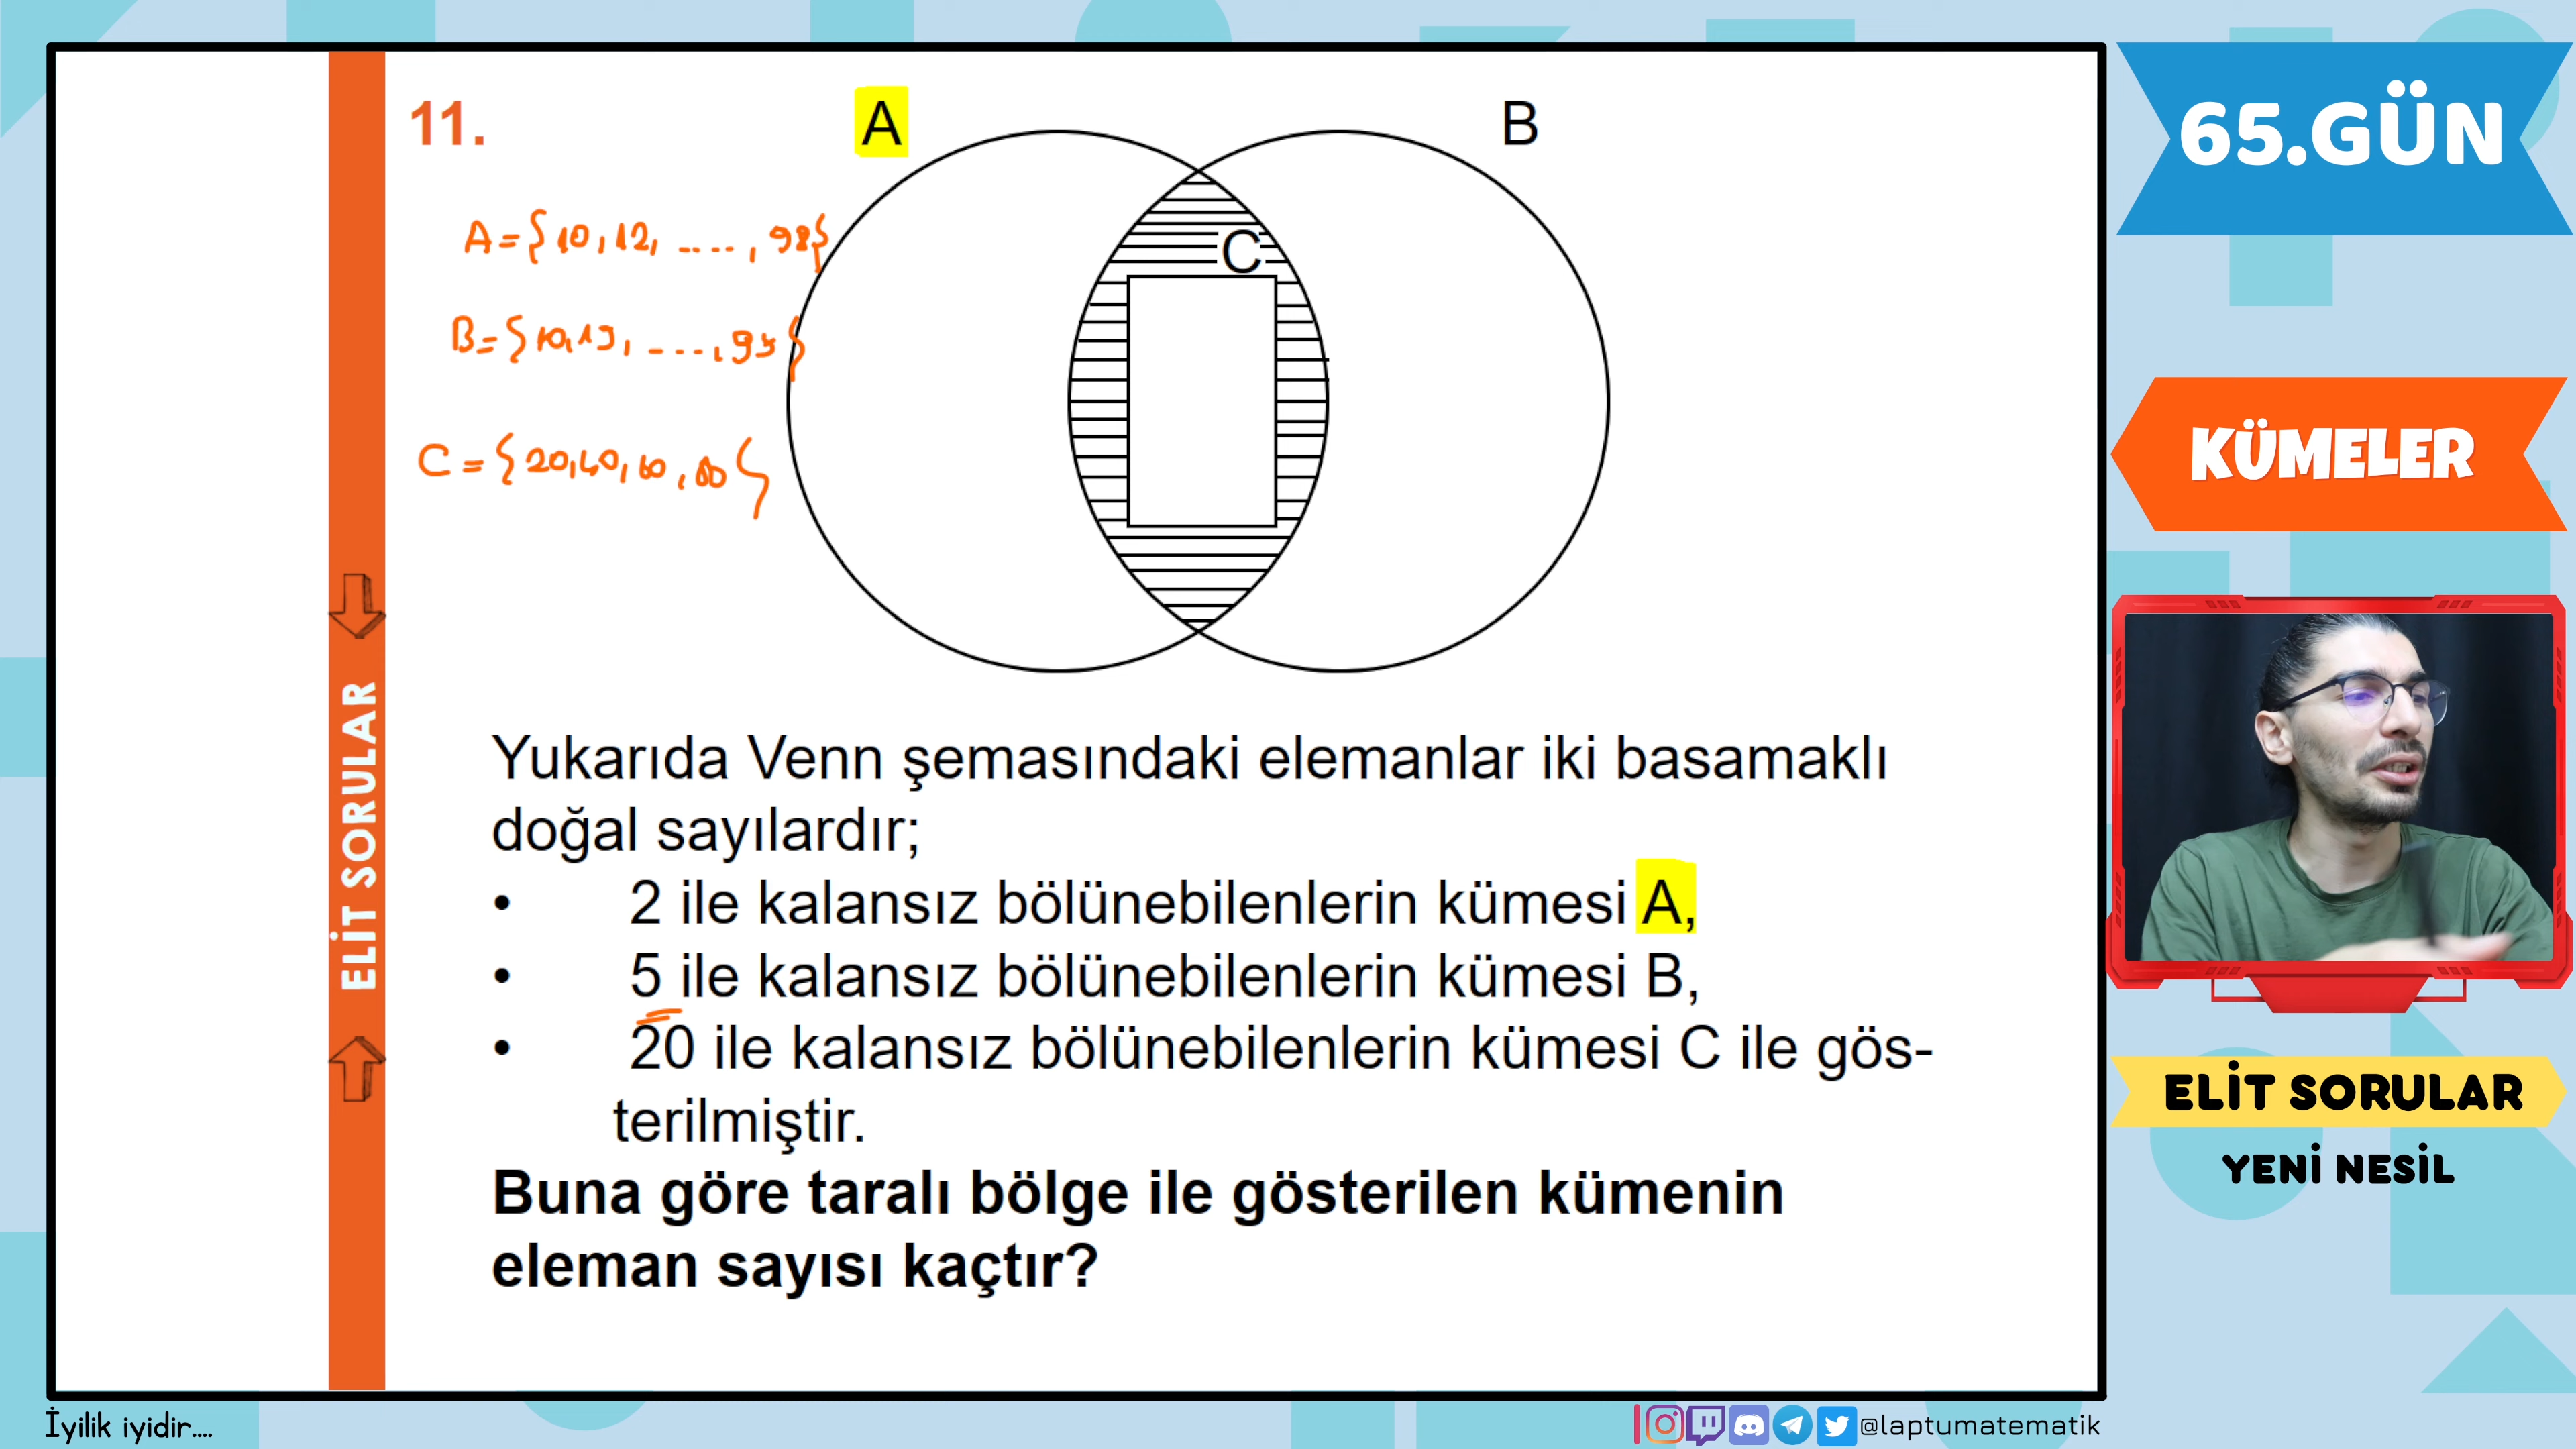 11.
A
B
C
A={10,12, ....,98}
B={10,15, ....,95}
C={20,40,60,80}
ELİT SORULAR
Yukarıda Venn şemasındaki elemanlar iki basamaklı
doğal sayılardır;
• 2 ile kalansız bölünebilenlerin kümesi A,
• 5 ile kalansız bölünebilenlerin kümesi B,
• 20 ile kalansız bölünebilenlerin kümesi C ile gös-
terilmiştir.
Buna göre taralı bölge ile gösterilen kümenin
eleman sayısı kaçtır?
65.GÜN
KÜMELER
ELİT SORULAR
YENİ NESİL
İyilik iyidir....
@laptumatematik